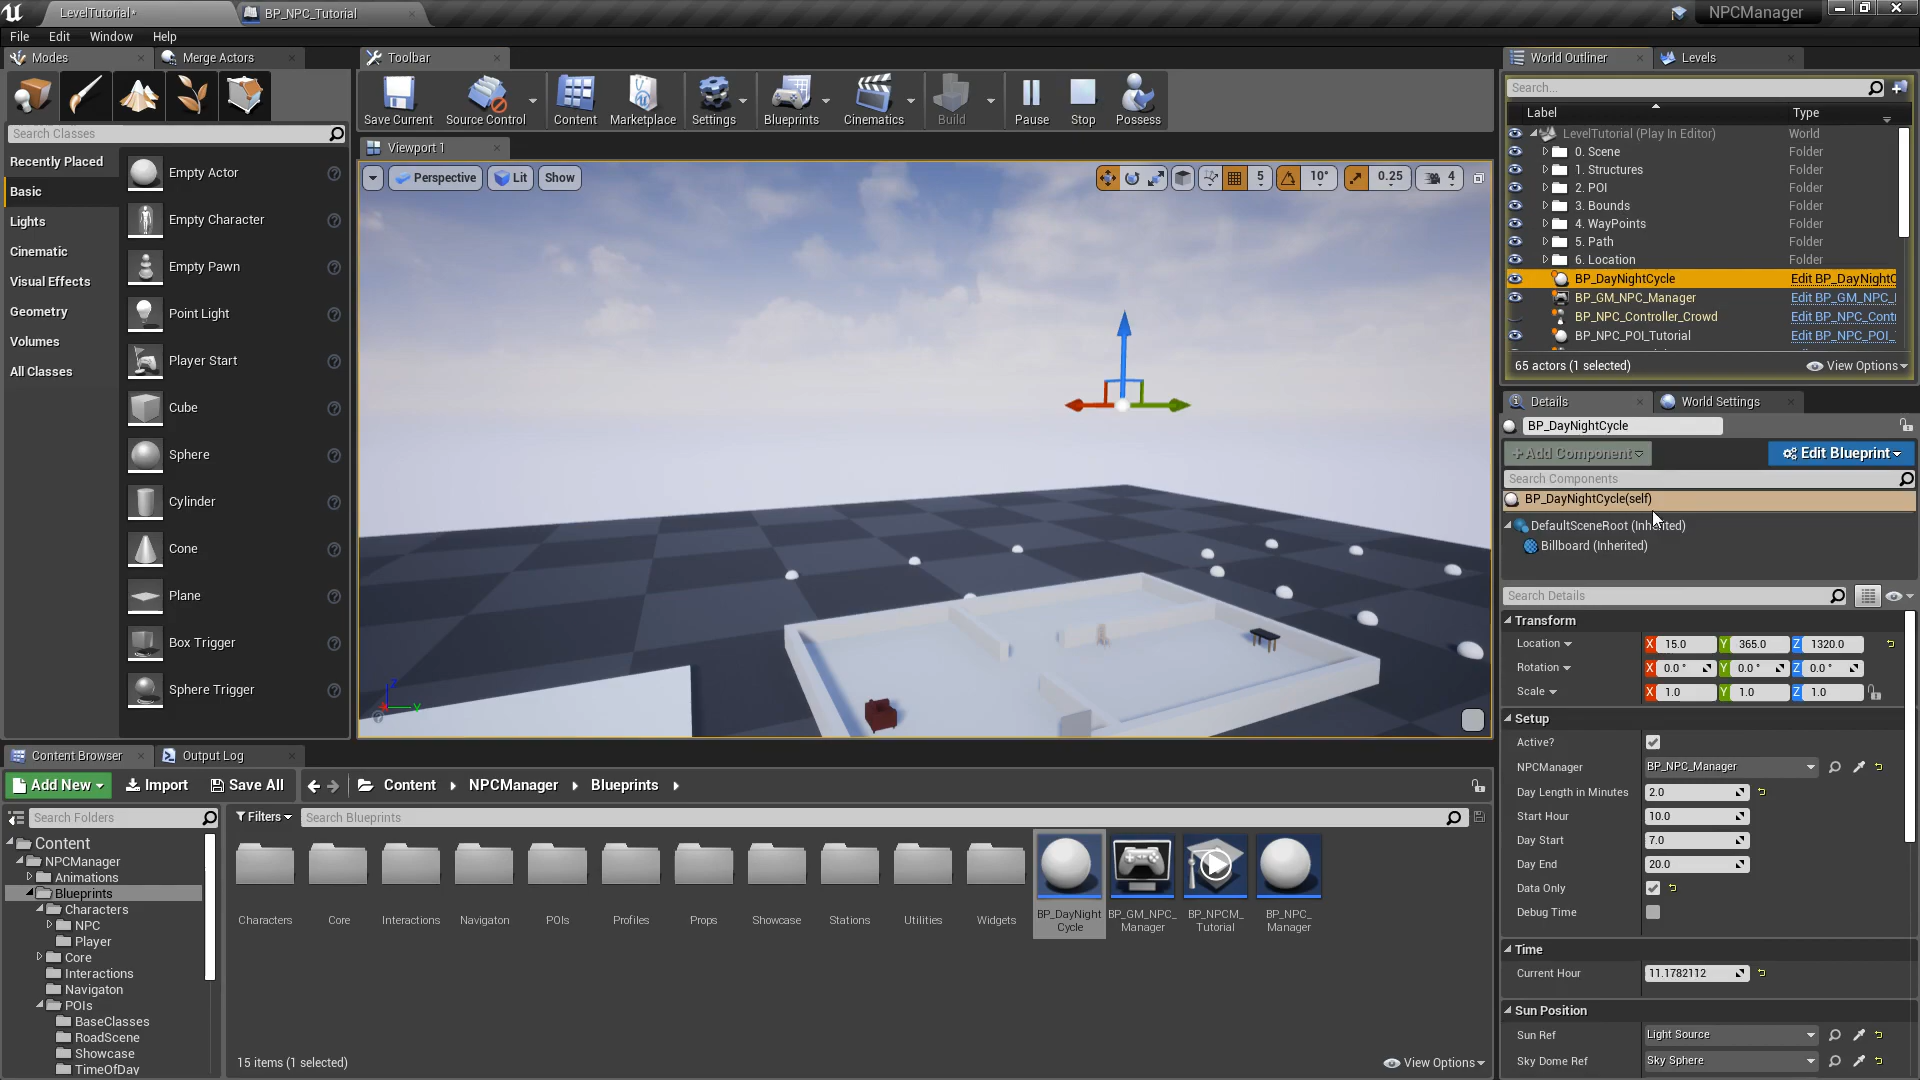 LevelTutorial*
BP_NPC_Tutorial
NPCManager
File Edit Window Help
Modes
Merge Actors
Toolbar
World Outliner
Levels
Save Current
Source Control
Content
Marketplace
Settings
Blueprints
Cinematics
Build
Pause
Stop
Possess
Search...
Label
Type
Search Classes
Recently Placed
Basic
Lights
Cinematic
Visual Effects
Geometry
Volumes
All Classes
Empty Actor
Empty Character
Empty Pawn
Point Light
Player Start
Cube
Sphere
Cylinder
Cone
Plane
Box Trigger
Sphere Trigger
Viewport 1
Perspective
Lit
Show
5
10°
0.25
4
Z
Y
LevelTutorial (Play In Editor) World
0. Scene Folder
1. Structures Folder
2. POI Folder
3. Bounds Folder
4. WayPoints Folder
5. Path Folder
6. Location Folder
BP_DayNightCycle Edit BP_DayNightC
BP_GM_NPC_Manager Edit BP_GM_NPC_
BP_NPC_Controller_Crowd Edit BP_NPC_Contr
BP_NPC_POI_Tutorial Edit BP_NPC_POI_
65 actors (1 selected)
View Options
Details
World Settings
BP_DayNightCycle
+Add Component
Edit Blueprint
Search Components
BP_DayNightCycle(self)
DefaultSceneRoot (Inherited)
Billboard (Inherited)
Search Details
Transform
Location X 15.0 Y 365.0 Z 1320.0
Rotation X 0.0 ° Y 0.0 ° Z 0.0 °
Scale X 1.0 Y 1.0 Z 1.0
Setup
Active?
NPCManager BP_NPC_Manager
Day Length in Minutes 2.0
Start Hour 10.0
Day Start 7.0
Day End 20.0
Data Only
Debug Time
Time
Current Hour 11.1782112
Sun Position
Sun Ref Light Source
Sky Dome Ref Sky Sphere
Content Browser
Output Log
Add New
Import
Save All
Content
NPCManager
Blueprints
Search Folders
Filters
Search Blueprints
Content
NPCManager
Animations
Blueprints
Characters
NPC
Player
Core
Interactions
Navigaton
POIs
BaseClasses
RoadScene
Showcase
TimeOfDay
Characters
Core
Interactions
Navigaton
POIs
Profiles
Props
Showcase
Stations
Utilities
Widgets
BP_DayNight
Cycle
BP_GM_NPC_
Manager
BP_NPCM_
Tutorial
BP_NPC_
Manager
15 items (1 selected)
View Options